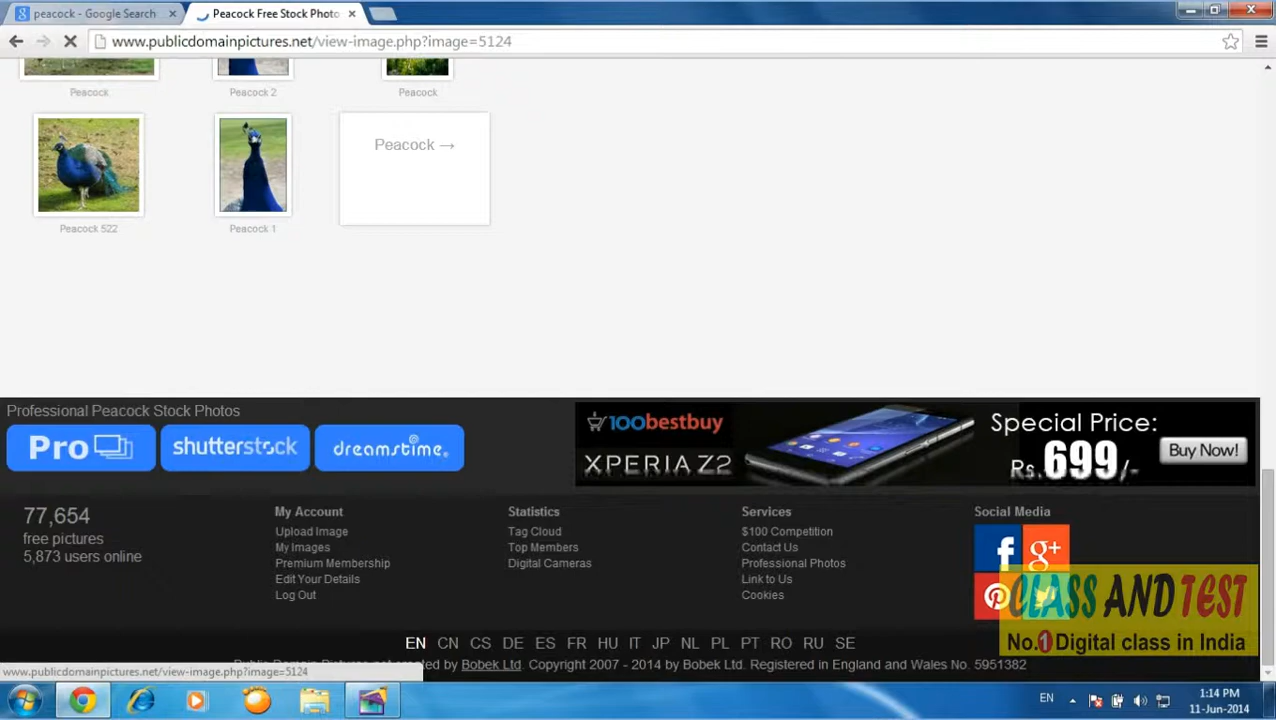 peacock - Google Search
Peacock Free Stock Photo
www.publicdomainpictures.net/view-image.php?image=5124
Peacock
Peacock 2
Peacock
Peacock →
Peacock 522
Peacock 1
Professional Peacock Stock Photos
Pro
shutterstock
dreamstime
100bestbuy
XPERIA Z2
Special Price:
Rs. 699/-
Buy Now!
77,654
free pictures
5,873 users online
My Account
Upload Image
My Images
Premium Membership
Edit Your Details
Log Out
Statistics
Tag Cloud
Top Members
Digital Cameras
Services
$100 Competition
Contact Us
Professional Photos
Link to Us
Cookies
Social Media
f
g+
CLASS AND TEST
No.1 Digital class in India
EN CN CS DE ES FR HU IT JP NL PL PT RO RU SE
Public Domain Pictures.net created by Bobek Ltd. Copyright 2007 - 2014 by Bobek Ltd. Registered in England and Wales No. 5951382
www.publicdomainpictures.net/view-image.php?image=5124
EN
1:14 PM
11-Jun-2014